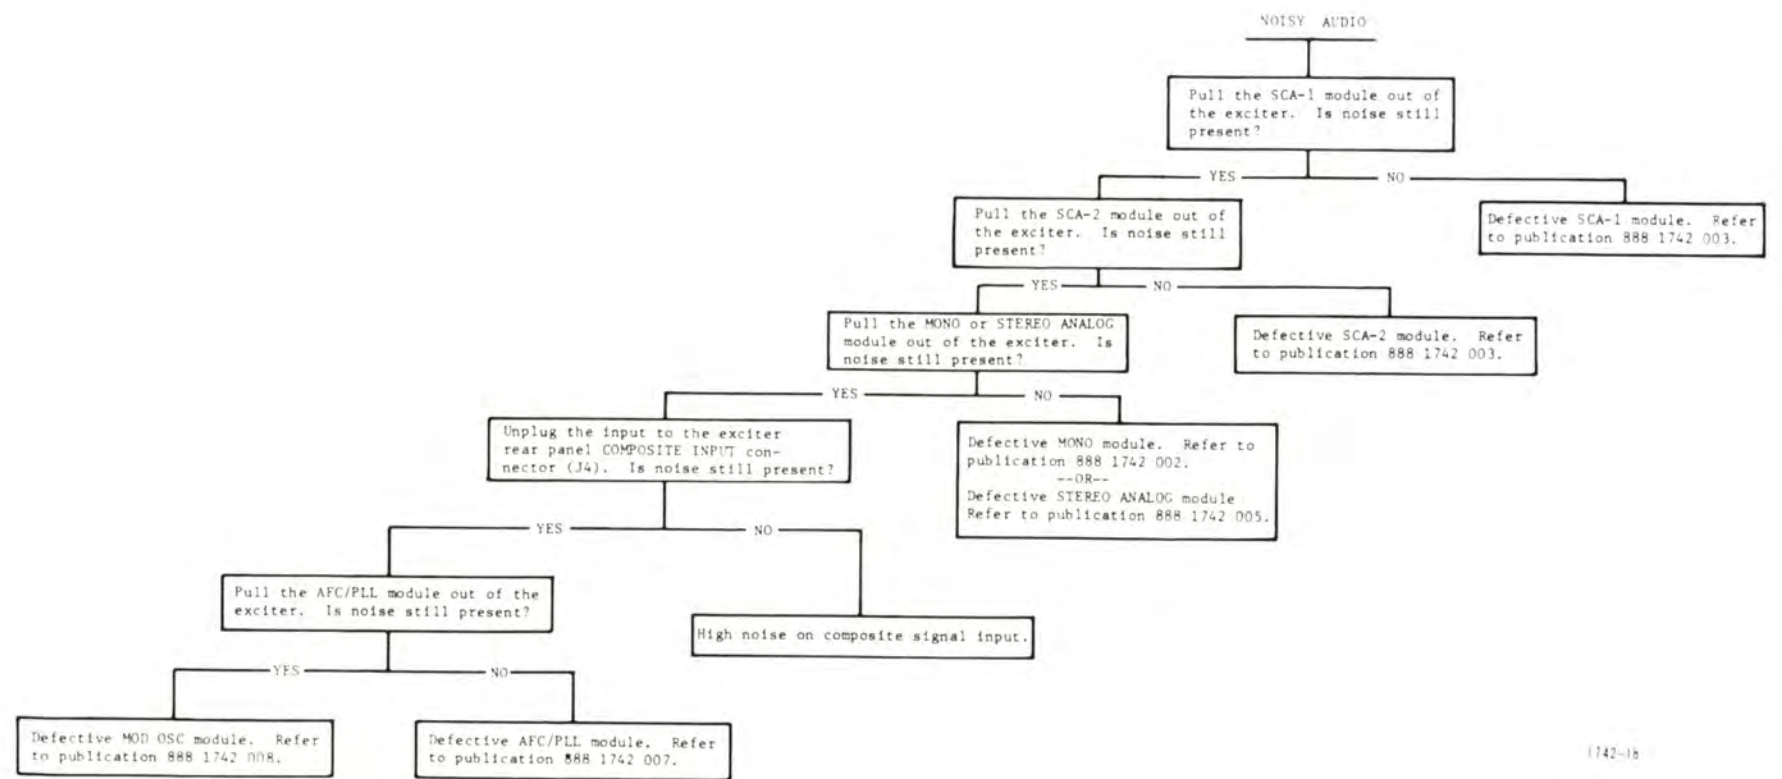 NOISY AUDIO
Pull the SCA-1 module out of
the exciter. Is noise still
present?
YES
NO
Pull the SCA-2 module out of
the exciter. Is noise still
present?
Defective SCA-1 module. Refer
to publication 888 1742 003.
YES
NO
Pull the MONO or STEREO ANALOG
module out of the exciter. Is
noise still present?
Defective SCA-2 module. Refer
to publication 888 1742 003.
YES
NO
Unplug the input to the exciter
rear panel COMPOSITE INPUT con-
nector (J4). Is noise still present?
Defective MONO module. Refer to
publication 888 1742 002.
--OR--
Defective STEREO ANALOG module
Refer to publication 888 1742 005.
YES
NO
Pull the AFC/PLL module out of the
exciter. Is noise still present?
High noise on composite signal input.
YES
NO
Defective MOD OSC module. Refer
to publication 888 1742 008.
Defective AFC/PLL module. Refer
to publication 888 1742 007.